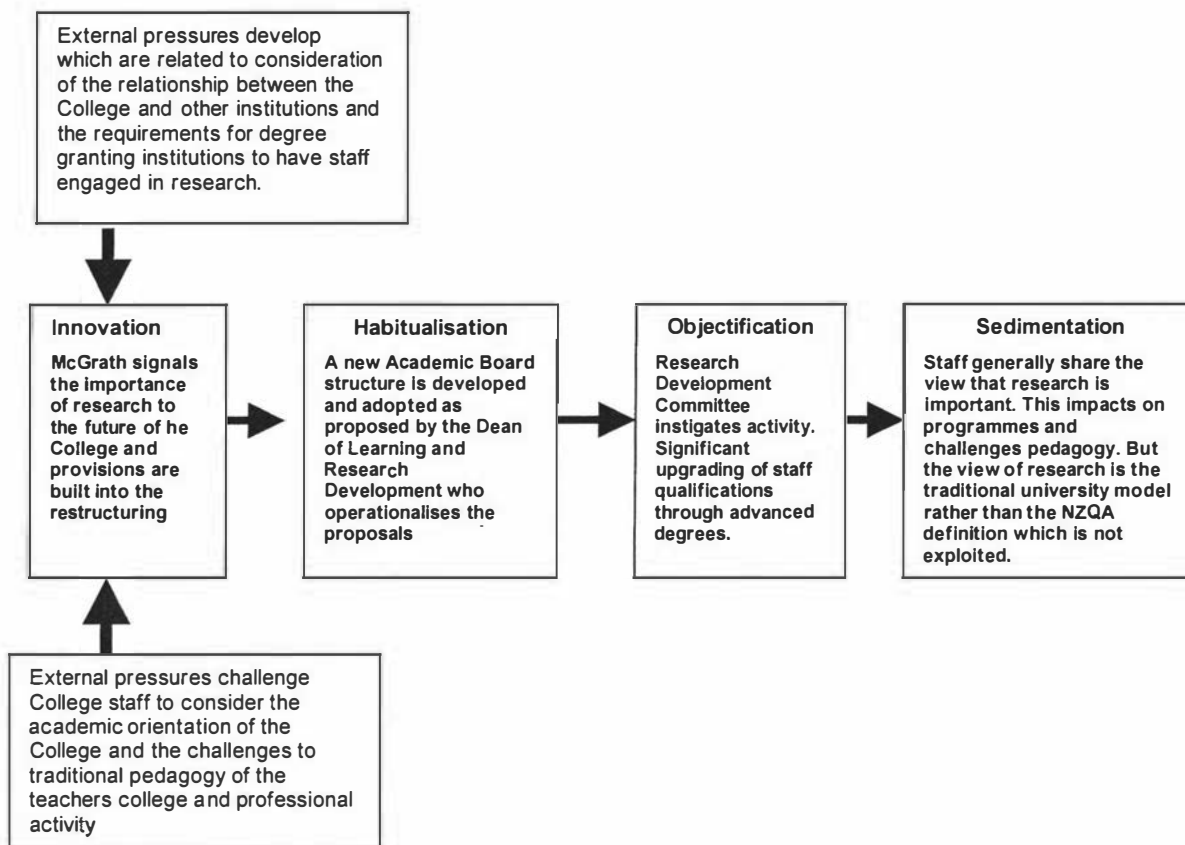 External pressures develop
which are related to consideration
of the relationship between the
College and other institutions and
the requirements for degree
granting institutions to have staff
engaged in research.
Innovation
McGrath signals
the importance
of research to
the future of he
College and
provisions are
built into the
restructuring
Habitualisation
A new Academic Board
structure is developed
and adopted as
proposed by the Dean
of Learning and
Research
Development who
operationalises the
proposals
Objectification
Research
Development
Committee
instigates activity.
Significant
upgrading of staff
qualifications
through advanced
degrees.
Sedimentation
Staff generally share the
view that research is
important. This impacts on
programmes and
challenges pedagogy. But
the view of research is the
traditional university model
rather than the NZQA
definition which is not
exploited.
External pressures challenge
College staff to consider the
academic orientation of the
College and the challenges to
traditional pedagogy of the
teachers college and professional
activity